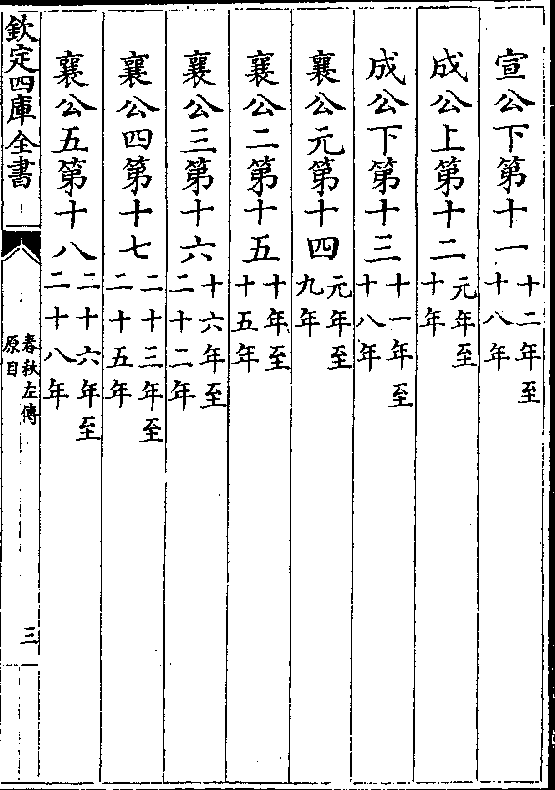 宣公下第十一十二年至十八年
成公上第十二元年至十年
成公下第十三十一年至十八年
襄公元第十四元年至九年
襄公二第十五十年至十五年
襄公三第十六十六年至二十二年
襄公四第十七二十三年至二十五年
襄公五第十八二十六年至二十八年
欽定四庫全書
春秋左傳
原目
三